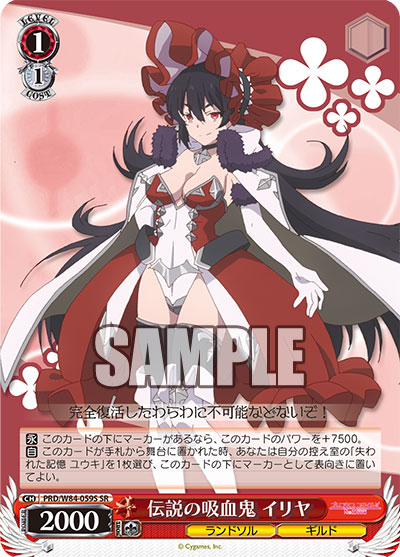 LEVEL
1
1
COST
SAMPLE
完全復活したわらわに不可能などないぞ！
永 このカードの下にマーカーがあるなら、このカードのパワーを+7500。
自 このカードが手札から舞台に置かれた時、あなたは自分の控え室の「失わ
れた記憶 ユウキ」を1枚選び、このカードの下にマーカーとして表向きに置い
てよい。
CH PRD/W84-059S SR
2000
伝説の吸血鬼 イリヤ
ランドソル
ギルド
© Cygames, Inc.